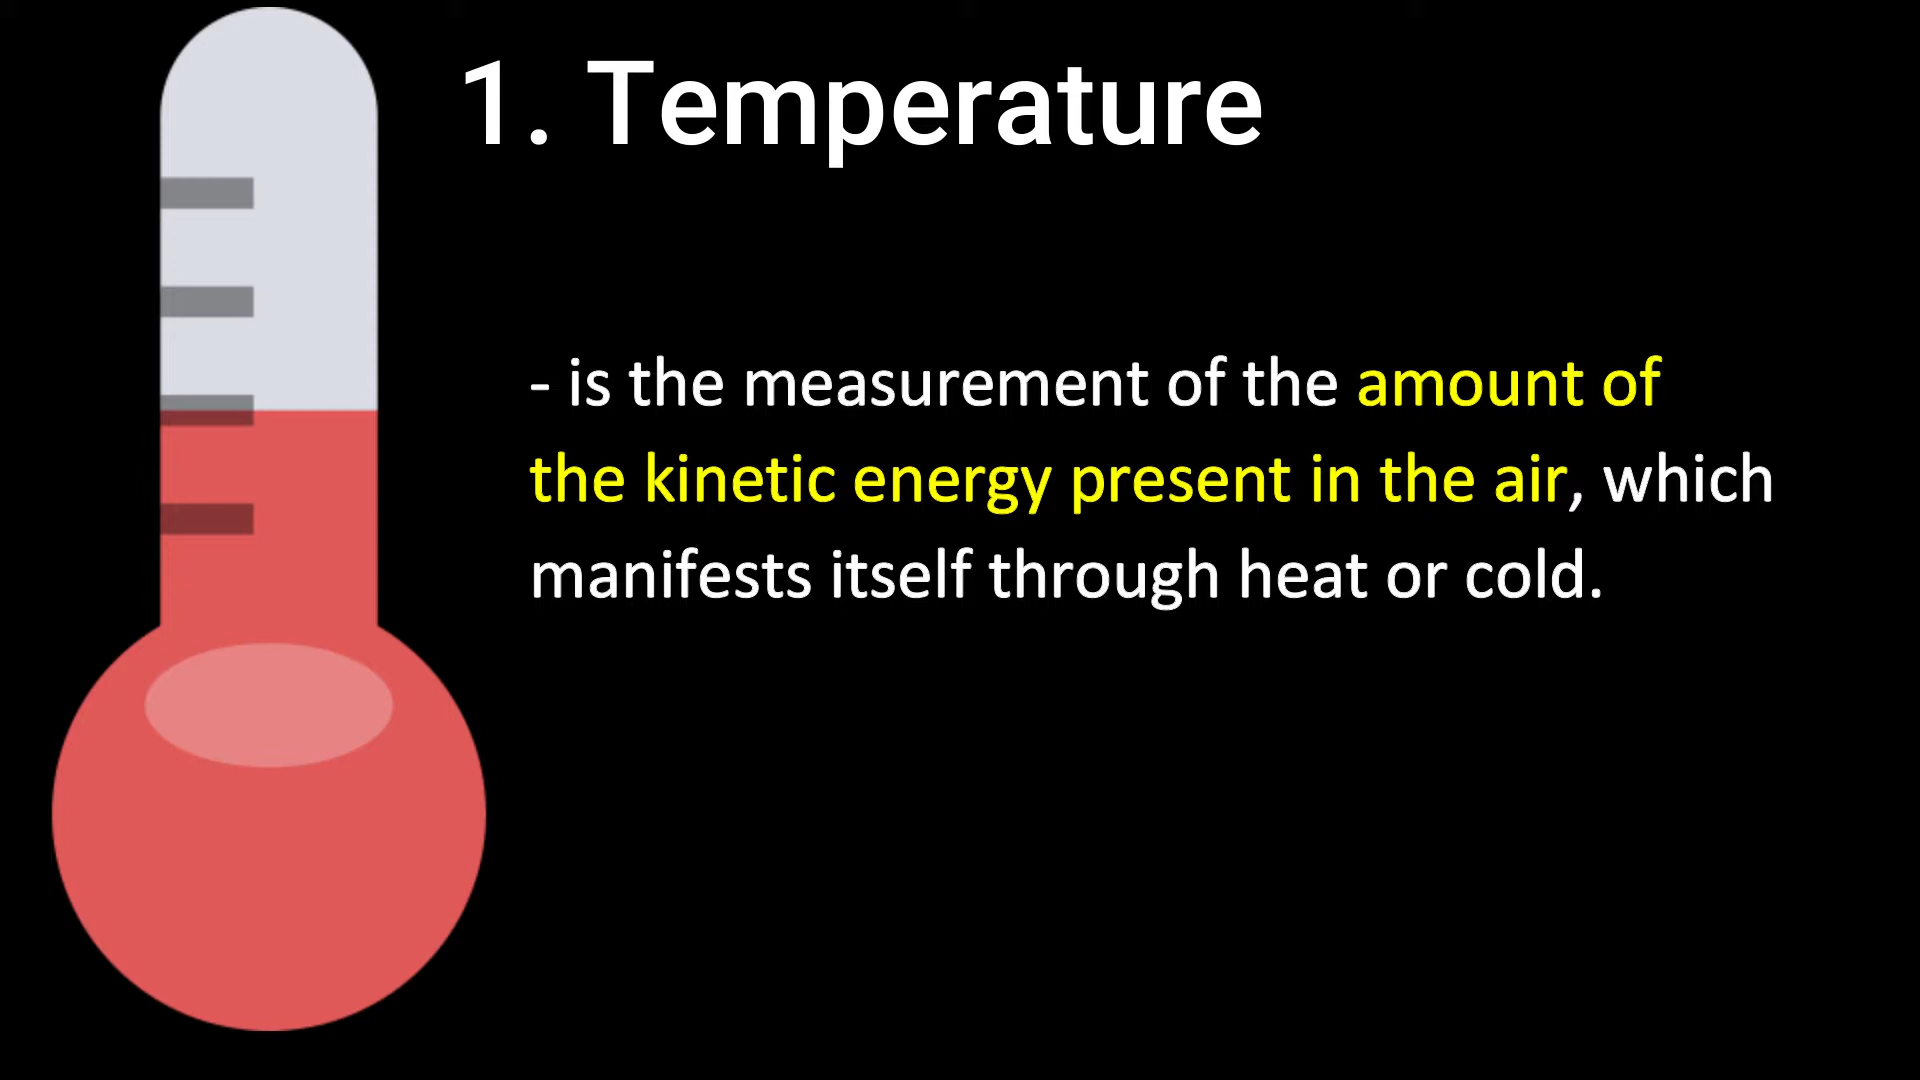 1. Temperature
- is the measurement of the amount of
the kinetic energy present in the air, which
manifests itself through heat or cold.